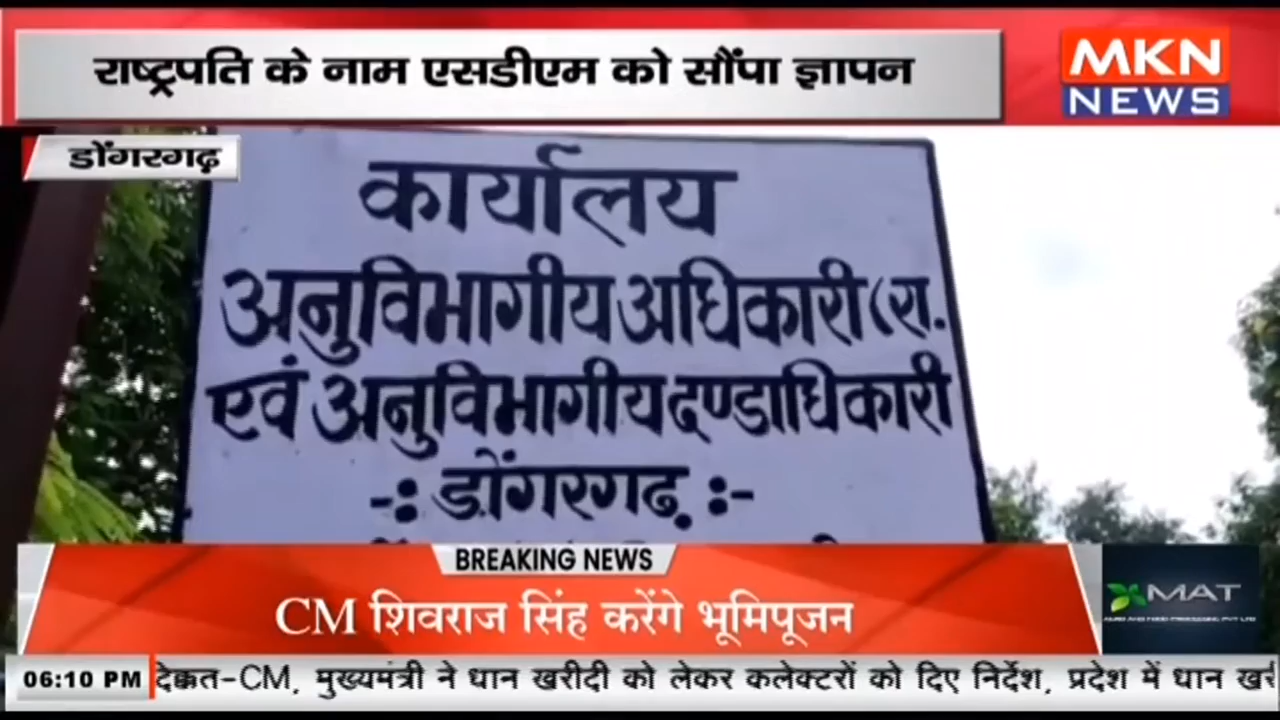 राष्ट्रपति के नाम एसडीएम को सौंपा ज्ञापन
MKN
NEWS
डोंगरगढ़
कार्यालय
अनुविभागीय अधिकारी (रा.
एवं अनुविभागीय दण्डाधिकारी
-: डोंगरगढ़ :-
BREAKING NEWS
CM शिवराज सिंह करेंगे भूमिपूजन
MAT
06:10 PM
दिक्कत-CM, मुख्यमंत्री ने धान खरीदी को लेकर कलेक्टरों को दिए निर्देश, प्रदेश में धान